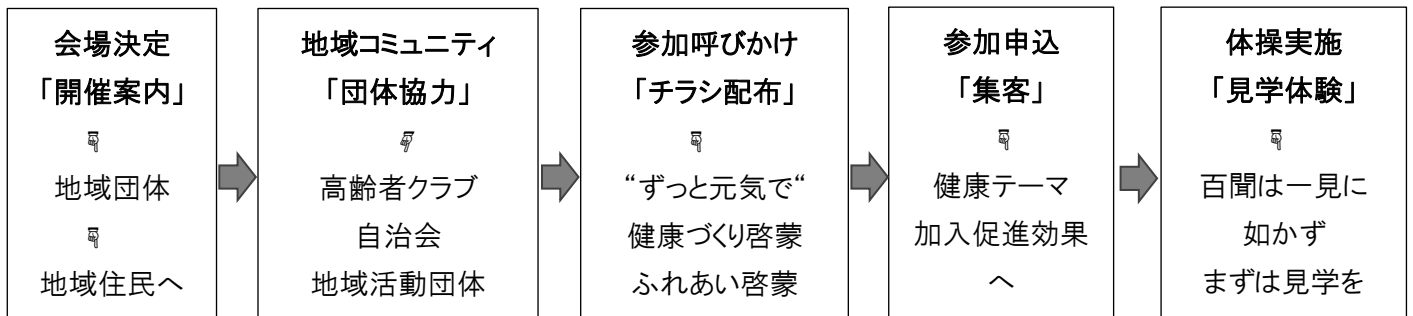 会場決定
「開催案内」
☟
地域団体
☟
地域住民へ
地域コミュニティ
「団体協力」
☟
高齢者クラブ
自治会
地域活動団体
参加呼びかけ
「チラシ配布」
☟
“ずっと元気で“
健康づくり啓蒙
ふれあい啓蒙
参加申込
「集客」
☟
健康テーマ
加入促進効果
へ
体操実施
「見学体験」
☟
百聞は一見に
如かず
まずは見学を